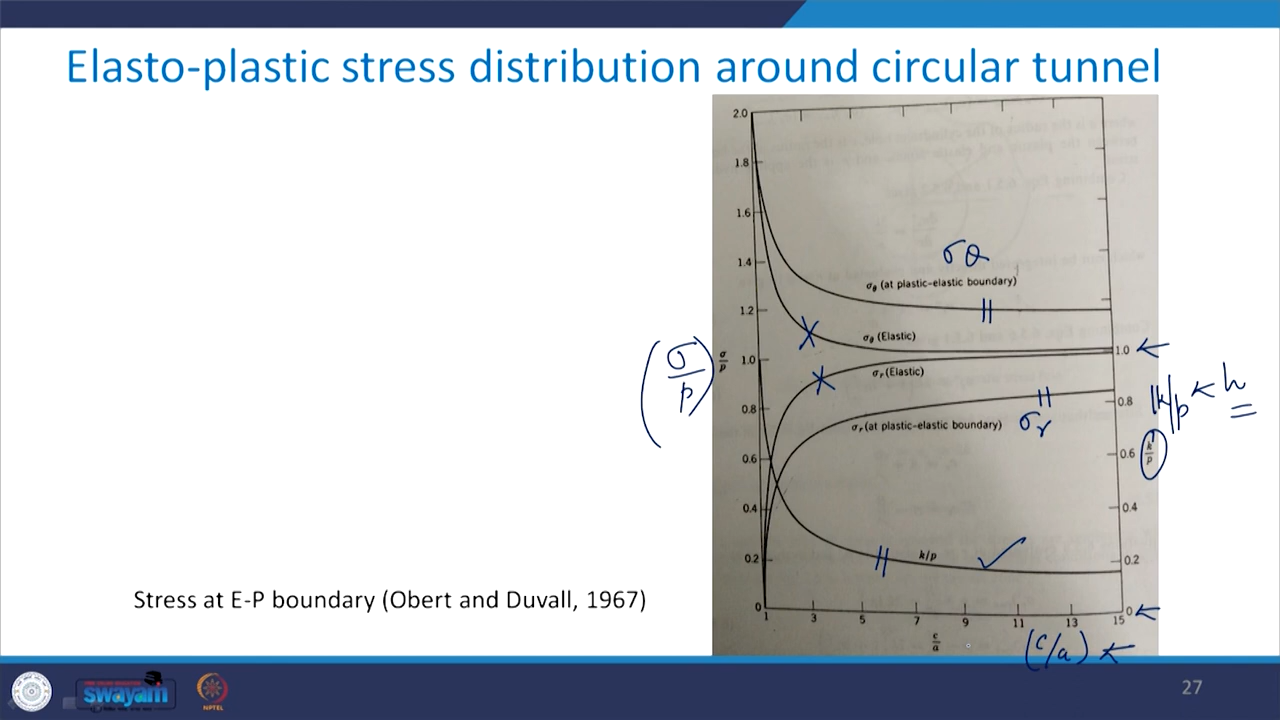 Elasto-plastic stress distribution around circular tunnel
2.0
1.8
1.6
1.4
1.2
1.0
0.8
0.6
0.4
0.2
0
σ/p
(σ/p)
σθ
σθ (at plastic-elastic boundary)
σθ (Elastic)
σr (Elastic)
σr (at plastic-elastic boundary)
σr
k/p
1.0
0.8
0.6
0.4
0.2
0
k/p
k/p
h
1 3 5 7 9 11 13 15
c/a
(c/a)
Stress at E-P boundary (Obert and Duvall, 1967)
swayam
NPTEL
27